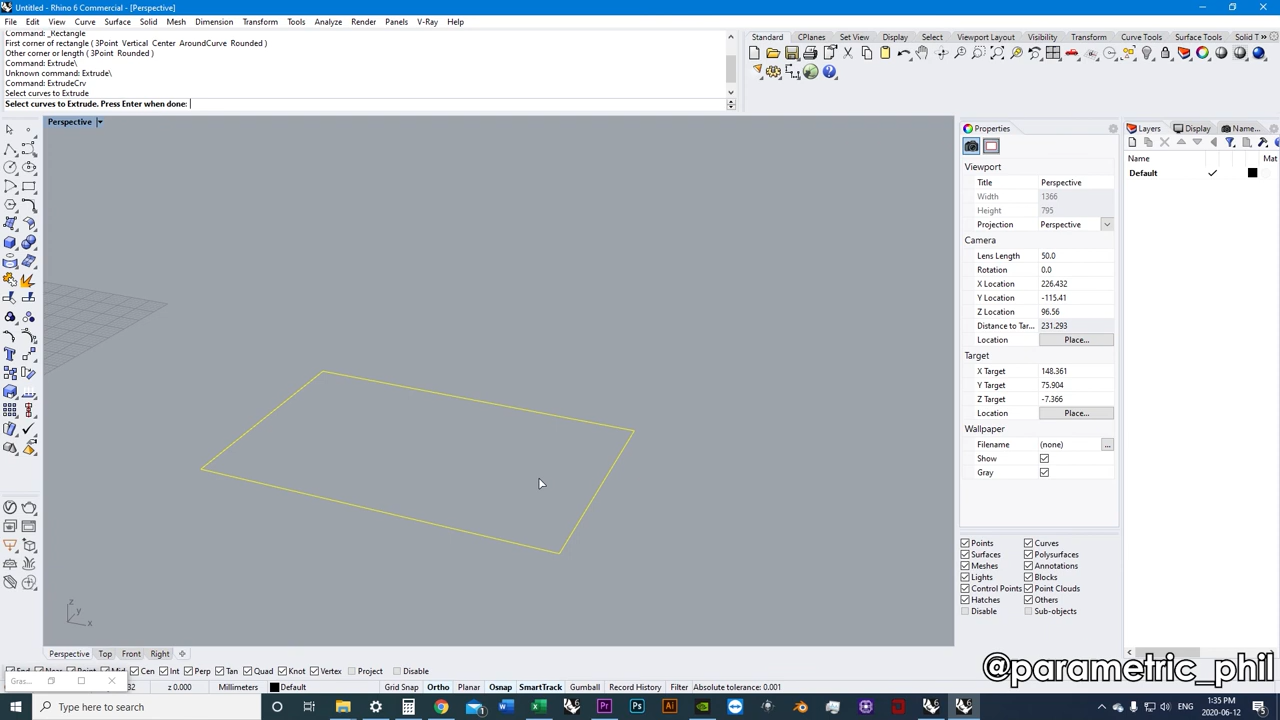 Untitled - Rhino 6 Commercial - [Perspective]
File Edit View Curve Surface Solid Mesh Dimension Transform Tools Analyze Render Panels V-Ray Help
Command: _Rectangle
First corner of rectangle ( 3Point Vertical Center AroundCurve Rounded )
Other corner or length ( 3Point Rounded )
Command: Extrude\
Unknown command: Extrude\
Command: ExtrudeCrv
Select curves to Extrude
Select curves to Extrude. Press Enter when done:
Standard CPlanes Set View Display Select Viewport Layout Visibility Transform Curve Tools
Perspective
Properties
Layers Display Name...
Name Mat
Default
Viewport
Title Perspective
Width 1366
Height 795
Projection Perspective
Camera
Lens Length 50.0
Rotation 0.0
X Location 226.432
Y Location -115.41
Z Location 96.56
Distance to Tar... 231.293
Location Place...
Target
X Target 148.361
Y Target 75.904
Z Target -7.366
Location Place...
Wallpaper
Filename (none) ...
Show
Gray
Points Curves
Surfaces Polysurfaces
Meshes Annotations
Lights Blocks
Control Points Point Clouds
Hatches Others
Disable Sub-objects
z
y
x
Perspective Top Front Right
End Near Point Mid Cen Int Perp Tan Quad Knot Vertex Project Disable
Gras...
z 0.000 Millimeters Default Grid Snap Ortho Planar Osnap SmartTrack Gumball Record History Filter Absolute tolerance: 0.001
@parametric_phil
Type here to search
1:35 PM
2020-06-12